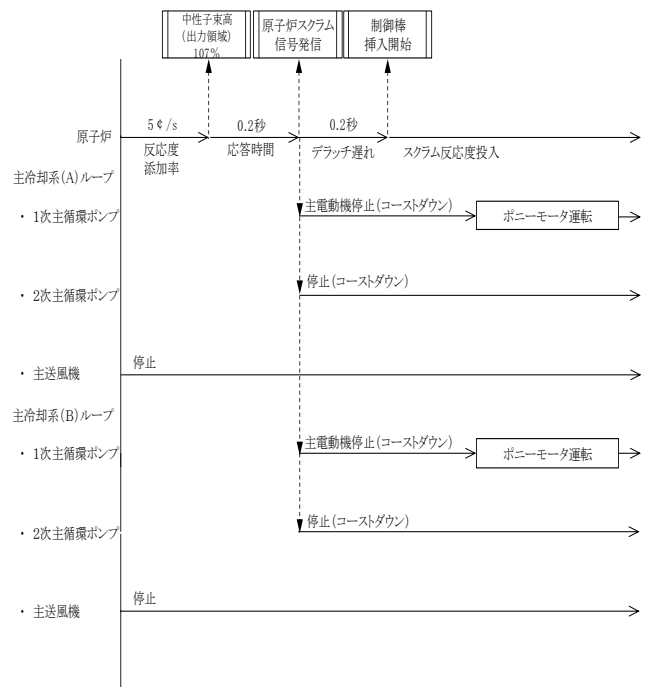 中性子束高
(出力領域)
107%
原子炉スクラム
信号発信
制御棒
挿入開始
原子炉
5¢/s
0.2秒
0.2秒
反応度
添加率
応答時間
デラッチ遅れ
スクラム反応度投入
主冷却系(A)ループ
・ 1次主循環ポンプ
主電動機停止(コーストダウン)
ポニーモータ運転
・ 2次主循環ポンプ
停止(コーストダウン)
・ 主送風機
停止
主冷却系(B)ループ
・ 1次主循環ポンプ
主電動機停止(コーストダウン)
ポニーモータ運転
・ 2次主循環ポンプ
停止(コーストダウン)
・ 主送風機
停止